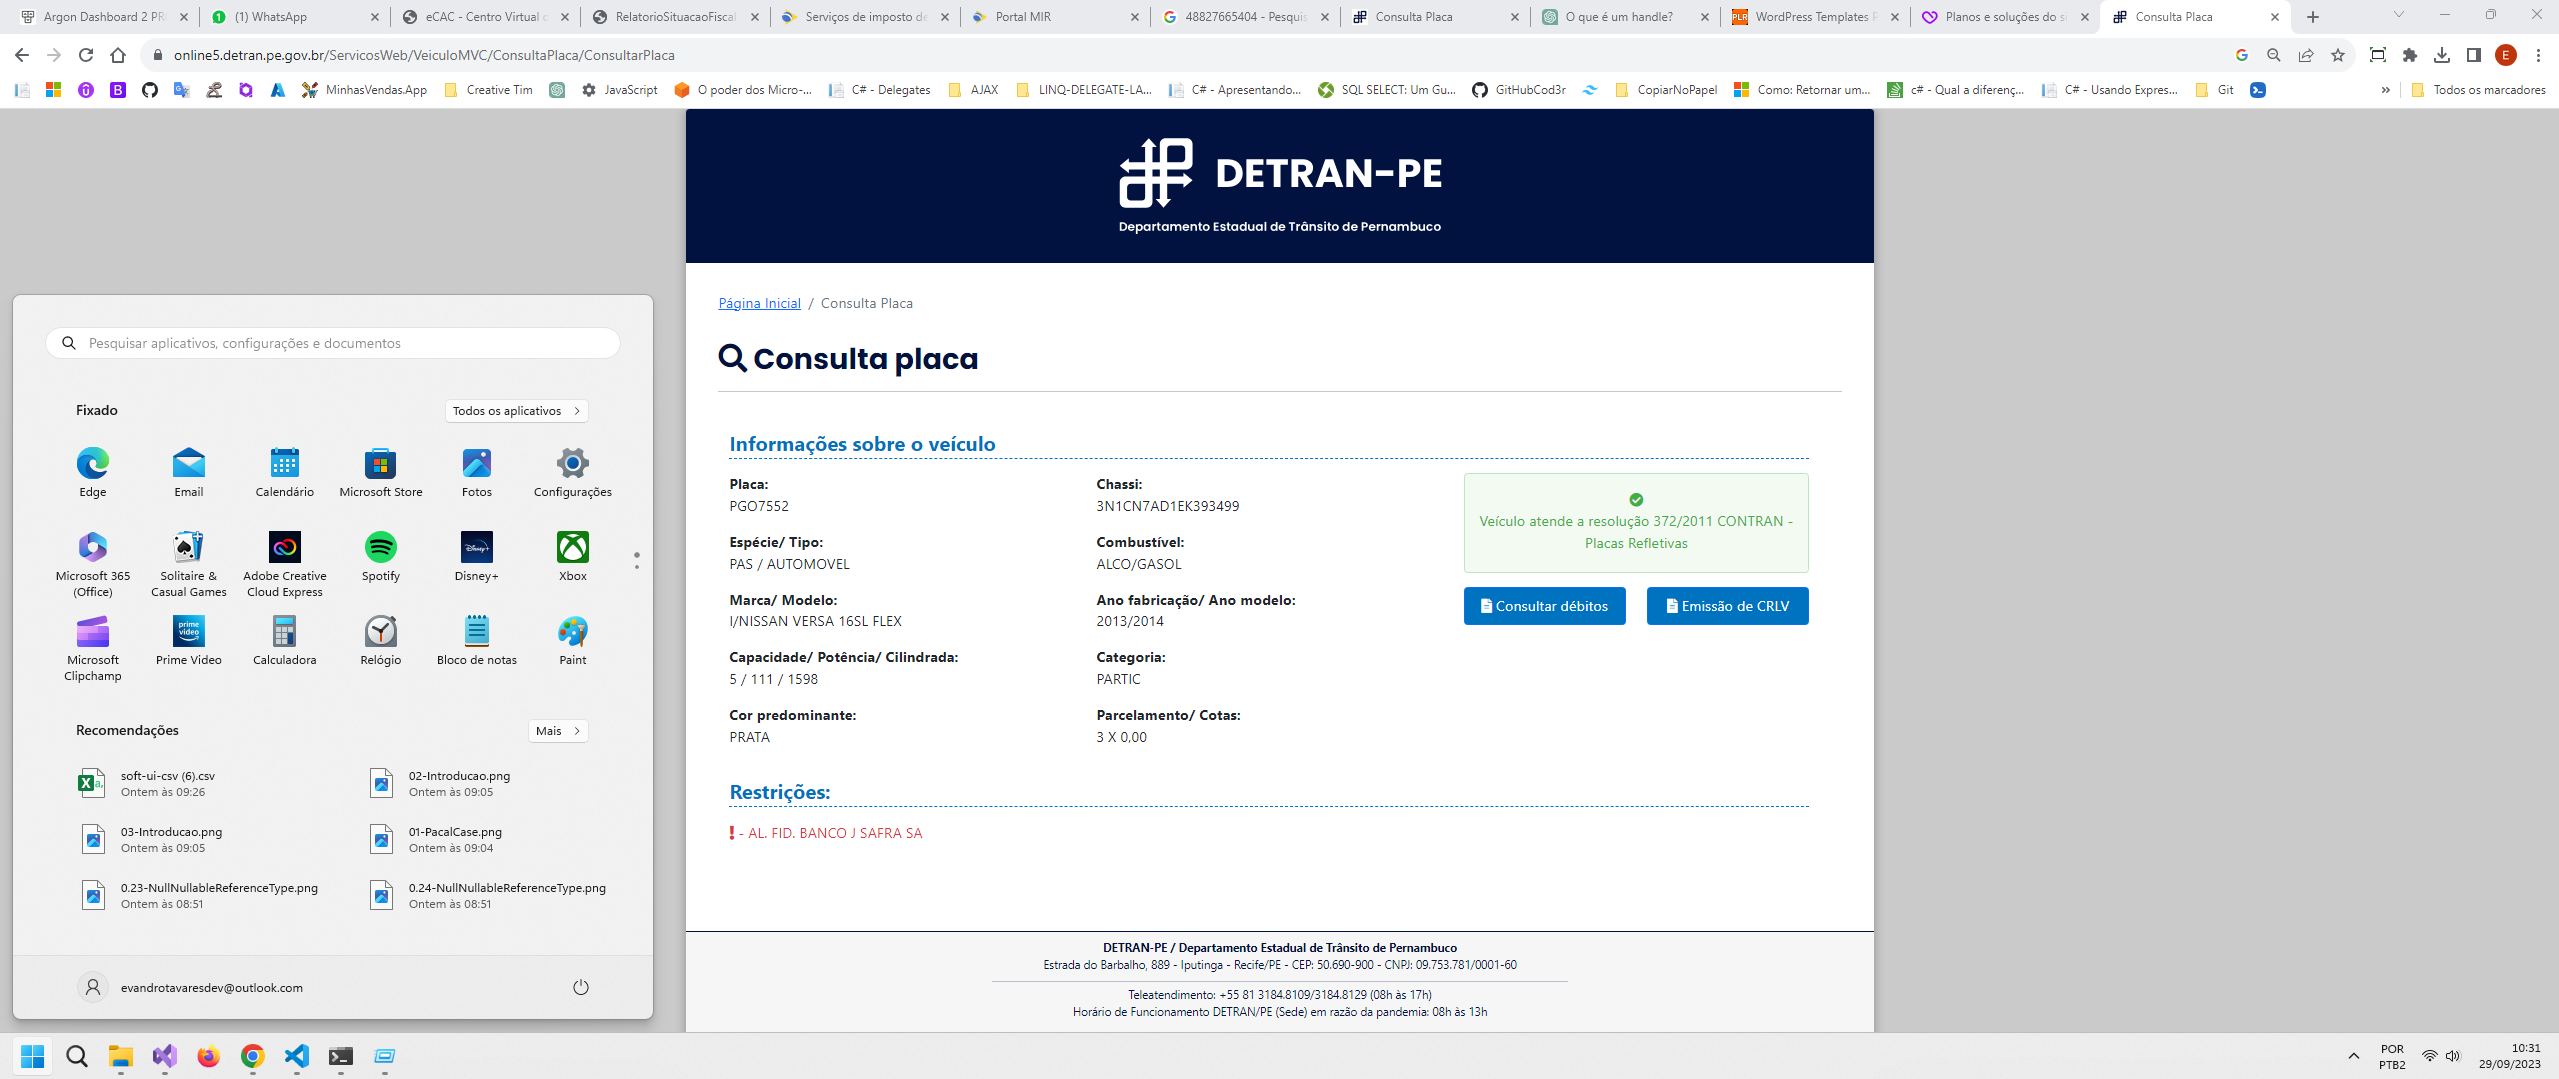 Argon Dashboard 2 PR
(1) WhatsApp
eCAC - Centro Virtual d
RelatorioSituacaoFiscal
Serviços de imposto de
Portal MIR
48827665404 - Pesquis
Consulta Placa
O que é um handle?
WordPress Templates P
Planos e soluções do si
Consulta Placa
online5.detran.pe.gov.br/ServicosWeb/VeiculoMVC/ConsultaPlaca/ConsultarPlaca
MinhasVendas.App
Creative Tim
JavaScript
O poder dos Micro-...
C# - Delegates
AJAX
LINQ-DELEGATE-LA...
C# - Apresentando...
SQL SELECT: Um Gu...
GitHubCod3r
CopiarNoPapel
Como: Retornar um...
c# - Qual a diferenç...
C# - Usando Expres...
Git
Todos os marcadores
DETRAN-PE
Departamento Estadual de Trânsito de Pernambuco
Página Inicial / Consulta Placa
Consulta placa
Informações sobre o veículo
Placa:
PGO7552
Chassi:
3N1CN7AD1EK393499
Espécie/ Tipo:
PAS / AUTOMOVEL
Combustível:
ALCO/GASOL
Marca/ Modelo:
I/NISSAN VERSA 16SL FLEX
Ano fabricação/ Ano modelo:
2013/2014
Capacidade/ Potência/ Cilindrada:
5 / 111 / 1598
Categoria:
PARTIC
Cor predominante:
PRATA
Parcelamento/ Cotas:
3 X 0,00
Veículo atende a resolução 372/2011 CONTRAN -
Placas Refletivas
Consultar débitos
Emissão de CRLV
Restrições:
- AL. FID. BANCO J SAFRA SA
DETRAN-PE / Departamento Estadual de Trânsito de Pernambuco
Estrada do Barbalho, 889 - Iputinga - Recife/PE - CEP: 50.690-900 - CNPJ: 09.753.781/0001-60
Teleatendimento: +55 81 3184.8109/3184.8129 (08h às 17h)
Horário de Funcionamento DETRAN/PE (Sede) em razão da pandemia: 08h às 13h
Pesquisar aplicativos, configurações e documentos
Fixado
Todos os aplicativos
Edge
Email
Calendário
Microsoft Store
Fotos
Configurações
Microsoft 365
(Office)
Solitaire &
Casual Games
Adobe Creative
Cloud Express
Spotify
Disney+
Xbox
Microsoft
Clipchamp
Prime Video
Calculadora
Relógio
Bloco de notas
Paint
Recomendações
Mais
soft-ui-csv (6).csv
Ontem às 09:26
02-Introducao.png
Ontem às 09:05
03-Introducao.png
Ontem às 09:05
01-PacalCase.png
Ontem às 09:04
0.23-NullNullableReferenceType.png
Ontem às 08:51
0.24-NullNullableReferenceType.png
Ontem às 08:51
evandrotavaresdev@outlook.com
POR
PTB2
10:31
29/09/2023